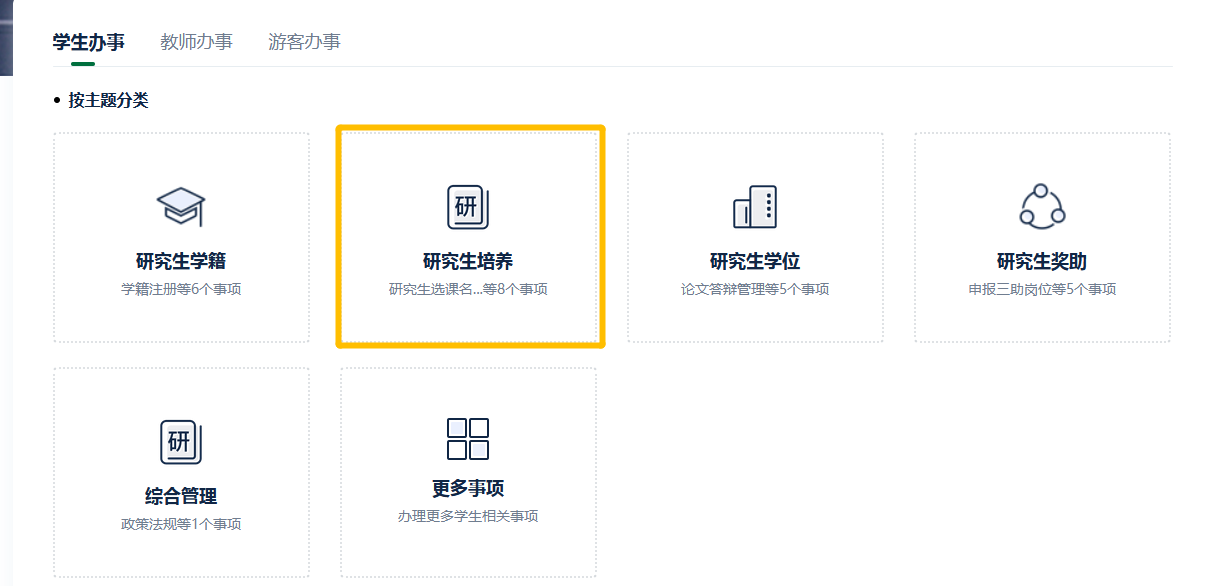 学生办事 教师办事 游客办事
• 按主题分类
研
研究生学籍 研究生培养 研究生学位 研究生奖助
学籍注册等6个事项 研究生选课名...等8个事项 论文答辩管理等5个事项 申报三助岗位等5个事项
研
综合管理 更多事项
政策法规等1个事项 办理更多学生相关事项